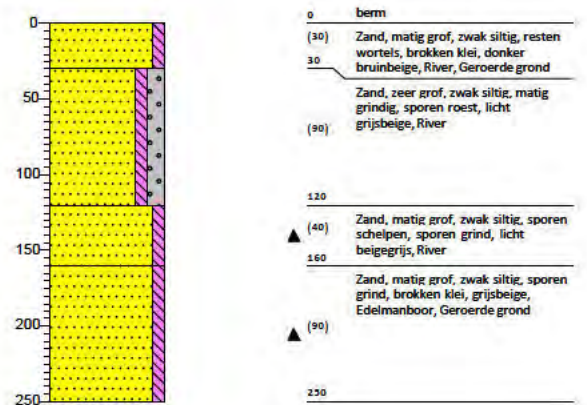 0
50
100
150
200
250
0 berm
(30) Zand, matig grof, zwak siltig, resten
wortels, brokken klei, donker
30 bruinbeige, River, Geroerde grond
Zand, zeer grof, zwak siltig, matig
grindig, sporen roest, licht
(90) grijsbeige, River
120
Zand, matig grof, zwak siltig, sporen
(40) schelpen, sporen grind, licht
beigegrijs, River
160
Zand, matig grof, zwak siltig, sporen
grind, brokken klei, grijsbeige,
Edelmanboor, Geroerde grond
(90)
250